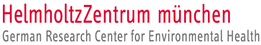 HelmholtzZentrum münchen
German Research Center for Environmental Health